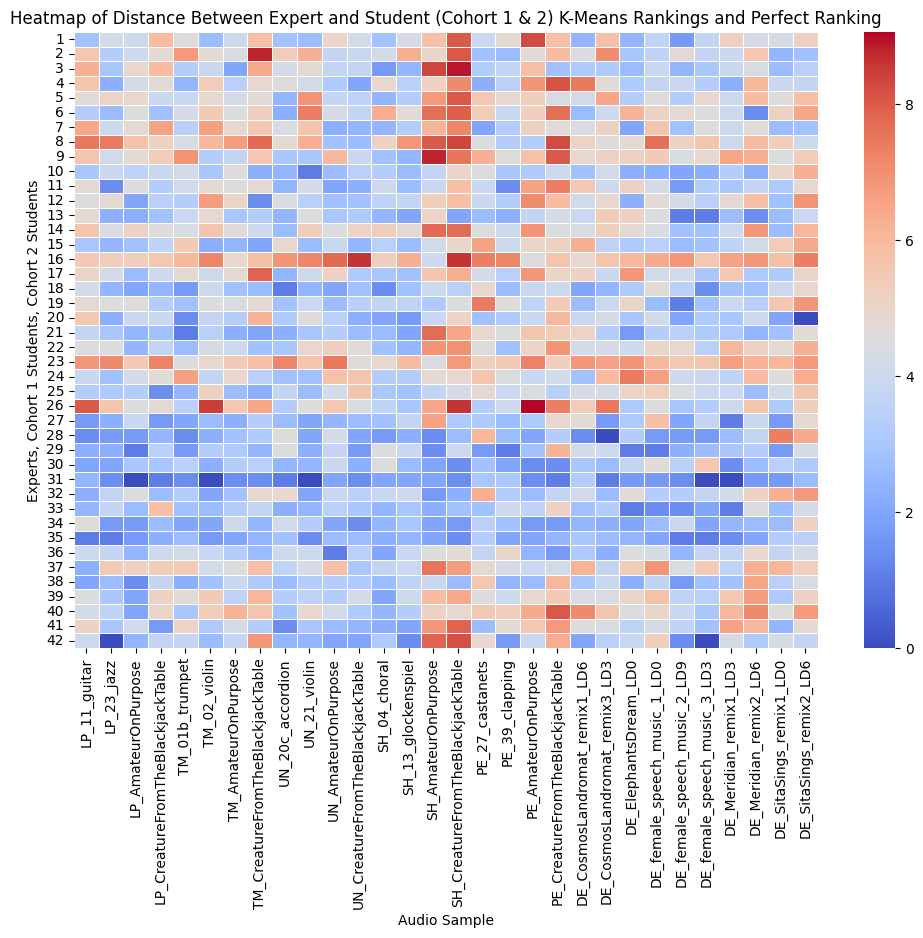 Heatmap of Distance Between Expert and Student (Cohort 1 & 2) K-Means Rankings and Perfect Ranking
Experts, Cohort 1 Students, Cohort 2 Students
1
2
3
4
5
6
7
8
9
10
11
12
13
14
15
16
17
18
19
20
21
22
23
24
25
26
27
28
29
30
31
32
33
34
35
36
37
38
39
40
41
42
8
6
4
2
0
LP_11_guitar
LP_23_jazz
LP_AmateurOnPurpose
LP_CreatureFromTheBlackjackTable
TM_01b_trumpet
TM_02_violin
TM_AmateurOnPurpose
TM_CreatureFromTheBlackjackTable
UN_20c_accordion
UN_21_violin
UN_AmateurOnPurpose
UN_CreatureFromTheBlackjackTable
SH_04_choral
SH_13_glockenspiel
SH_AmateurOnPurpose
SH_CreatureFromTheBlackjackTable
PE_27_castanets
PE_39_clapping
PE_AmateurOnPurpose
PE_CreatureFromTheBlackjackTable
DE_CosmosLandromat_remix1_LD6
DE_CosmosLandromat_remix3_LD3
DE_ElephantsDream_LD0
DE_female_speech_music_1_LD0
DE_female_speech_music_2_LD9
DE_female_speech_music_3_LD3
DE_Meridian_remix1_LD3
DE_Meridian_remix2_LD6
DE_SitaSings_remix1_LD0
DE_SitaSings_remix2_LD6
Audio Sample